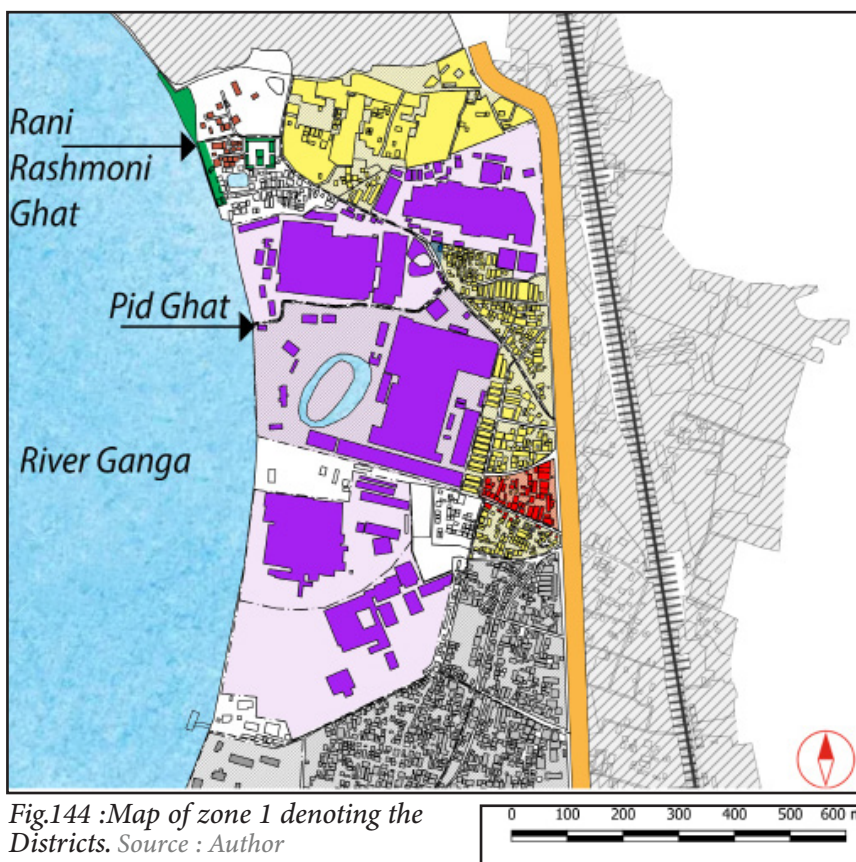 Rani
Rashmoni
Ghat
Pid Ghat
River Ganga
Fig.144 :Map of zone 1 denoting the
Districts. Source : Author
0 100 200 300 400 500 600 m